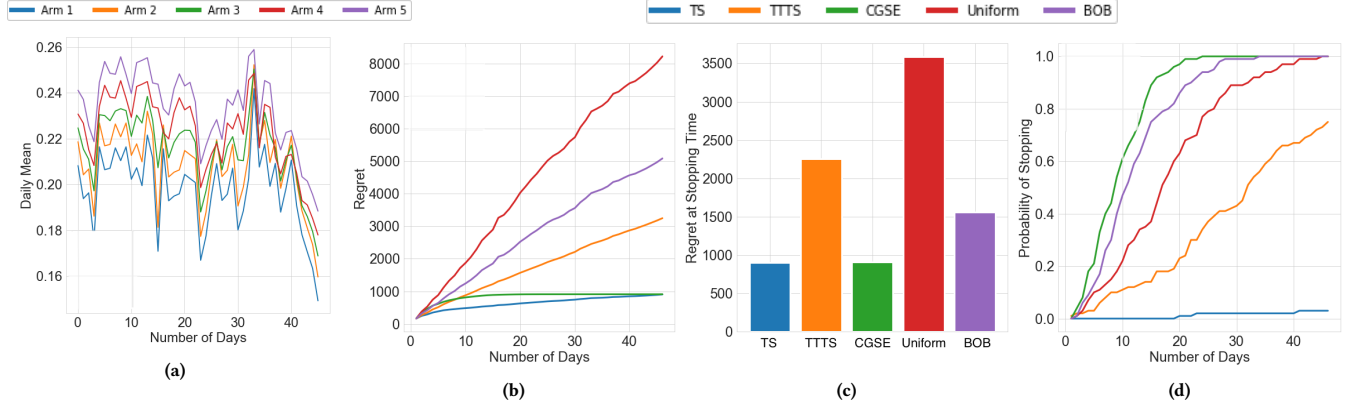 Arm 1 Arm 2 Arm 3 Arm 4 Arm 5
TS TTTS CGSE Uniform BOB
Daily Mean
0.26
0.24
0.22
0.20
0.18
0.16
0 10 20 30 40
Number of Days
(a)
Regret
8000
7000
6000
5000
4000
3000
2000
1000
0
0 10 20 30 40
Number of Days
(b)
Regret at Stopping Time
3500
3000
2500
2000
1500
1000
500
0
TS TTTS CGSE Uniform BOB
(c)
Probability of Stopping
1.0
0.8
0.6
0.4
0.2
0.0
0 10 20 30 40
Number of Days
(d)